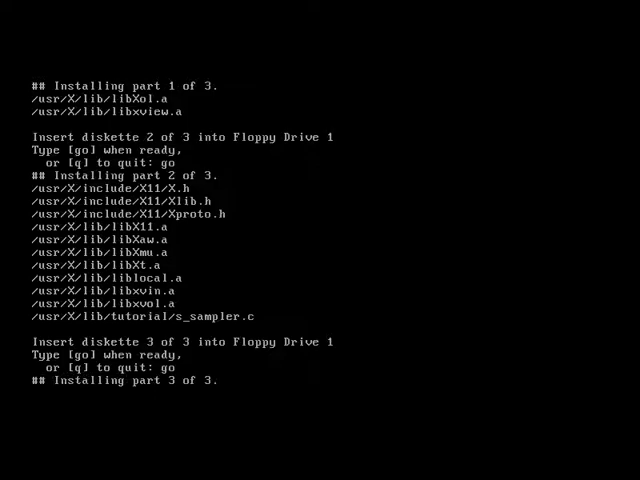 ## Installing part 1 of 3.
/usr/X/lib/libXol.a
/usr/X/lib/libxview.a
Insert diskette 2 of 3 into Floppy Drive 1
Type [go] when ready,
or [q] to quit: go
## Installing part 2 of 3.
/usr/X/include/X11/X.h
/usr/X/include/X11/Xlib.h
/usr/X/include/X11/Xproto.h
/usr/X/lib/libX11.a
/usr/X/lib/libXaw.a
/usr/X/lib/libXmu.a
/usr/X/lib/libXt.a
/usr/X/lib/liblocal.a
/usr/X/lib/libxvin.a
/usr/X/lib/libxvol.a
/usr/X/lib/tutorial/s_sampler.c
Insert diskette 3 of 3 into Floppy Drive 1
Type [go] when ready,
or [q] to quit: go
## Installing part 3 of 3.